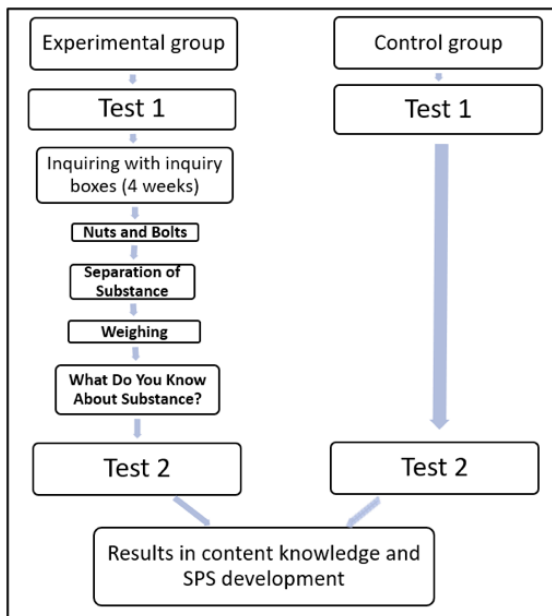 Experimental group
Control group
Test 1
Test 1
Inquiring with inquiry
boxes (4 weeks)
Nuts and Bolts
Separation of
Substance
Weighing
What Do You Know
About Substance?
Test 2
Test 2
Results in content knowledge and
SPS development